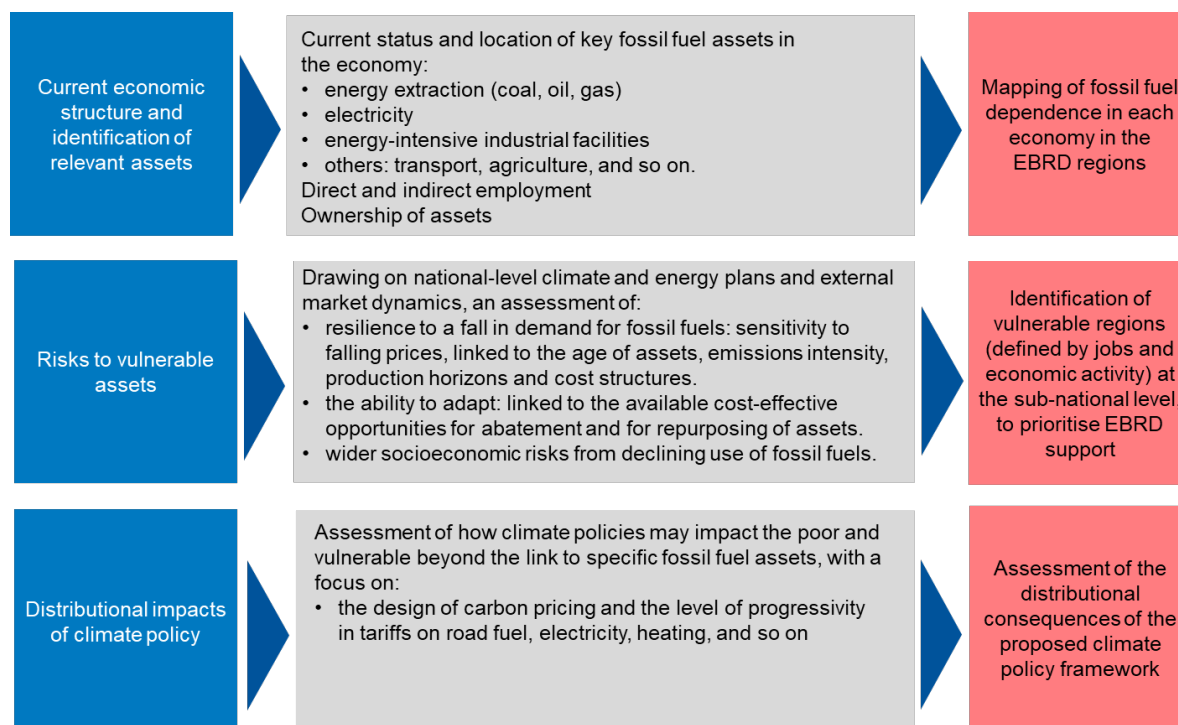 Current economic
structure and
identification of
relevant assets
Current status and location of key fossil fuel assets in
the economy:
• energy extraction (coal, oil, gas)
• electricity
• energy-intensive industrial facilities
• others: transport, agriculture, and so on.
Direct and indirect employment
Ownership of assets
Mapping of fossil fuel
dependence in each
economy in the
EBRD regions
Risks to vulnerable
assets
Drawing on national-level climate and energy plans and external
market dynamics, an assessment of:
• resilience to a fall in demand for fossil fuels: sensitivity to
falling prices, linked to the age of assets, emissions intensity,
production horizons and cost structures.
• the ability to adapt: linked to the available cost-effective
opportunities for abatement and for repurposing of assets.
• wider socioeconomic risks from declining use of fossil fuels.
Identification of
vulnerable regions
(defined by jobs and
economic activity) at
the sub-national level,
to prioritise EBRD
support
Distributional impacts
of climate policy
Assessment of how climate policies may impact the poor and
vulnerable beyond the link to specific fossil fuel assets, with a
focus on:
• the design of carbon pricing and the level of progressivity
in tariffs on road fuel, electricity, heating, and so on
Assessment of the
distributional
consequences of the
proposed climate
policy framework